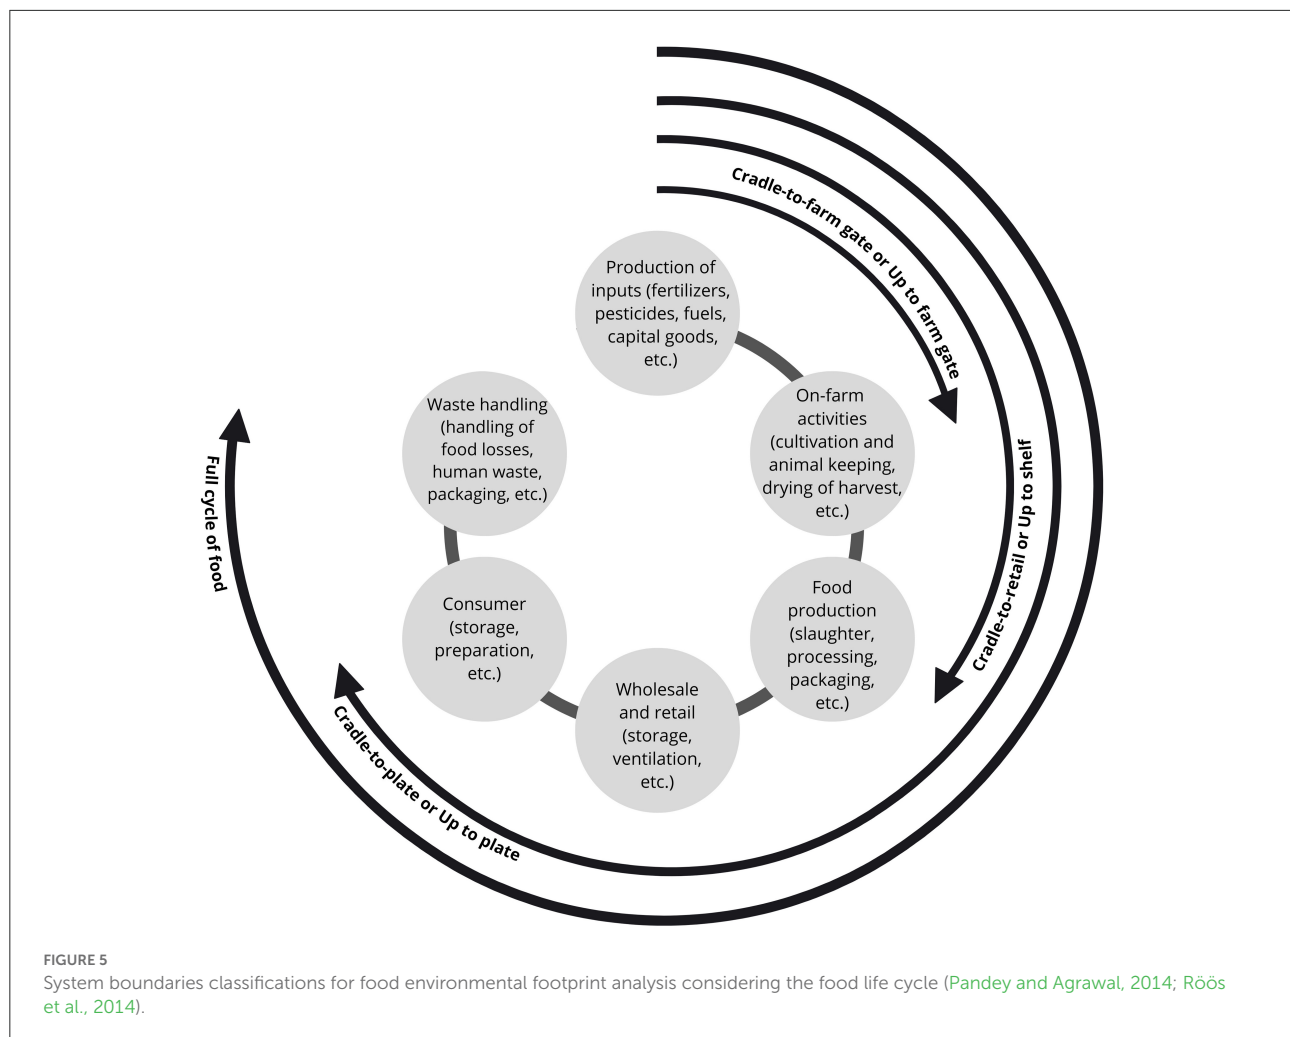 Cradle-to-farm gate or Up to farm gate
Cradle-to-retail or Up to shelf
Cradle-to-plate or Up to plate
Full cycle of food
Production of
inputs (fertilizers,
pesticides, fuels,
capital goods,
etc.)
On-farm
activities
(cultivation and
animal keeping,
drying of harvest,
etc.)
Food
production
(slaughter,
processing,
packaging,
etc.)
Wholesale
and retail
(storage,
ventilation,
etc.)
Consumer
(storage,
preparation,
etc.)
Waste handling
(handling of
food losses,
human waste,
packaging, etc.)
FIGURE 5
System boundaries classifications for food environmental footprint analysis considering the food life cycle (Pandey and Agrawal, 2014; Röös
et al., 2014).